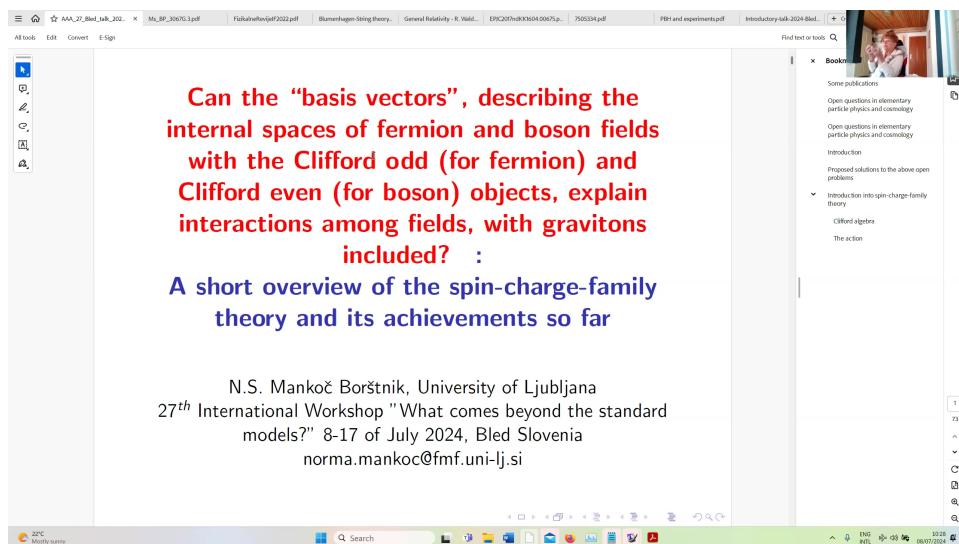 AAA_27_Bled_talk_202..
Ms_BP_3067G.3.pdf
FizikalneRevijeIF2022.pdf
Blumenhagen-String theory..
General Relativity - R. Wald...
EPJC2017ndKK1604.00675.p..
7505334.pdf
PBH and experiments.pdf
Introductory-talk-2024-Bled..
All tools Edit Convert E-Sign
Find text or tools
Can the “basis vectors”, describing the
internal spaces of fermion and boson fields
with the Clifford odd (for fermion) and
Clifford even (for boson) objects, explain
interactions among fields, with gravitons
included? :
A short overview of the spin-charge-family
theory and its achievements so far
N.S. Mankoč Borštnik, University of Ljubljana
27th International Workshop ”What comes beyond the standard
models?” 8-17 of July 2024, Bled Slovenia
norma.mankoc@fmf.uni-lj.si
Some publications
Open questions in elementary
particle physics and cosmology
Open questions in elementary
particle physics and cosmology
Introduction
Proposed solutions to the above open
problems
Introduction into spin-charge-family
theory
Clifford algebra
The action
1
73
22°C
Mostly sunny
Search
ENG
INTL
10:28
08/07/2024